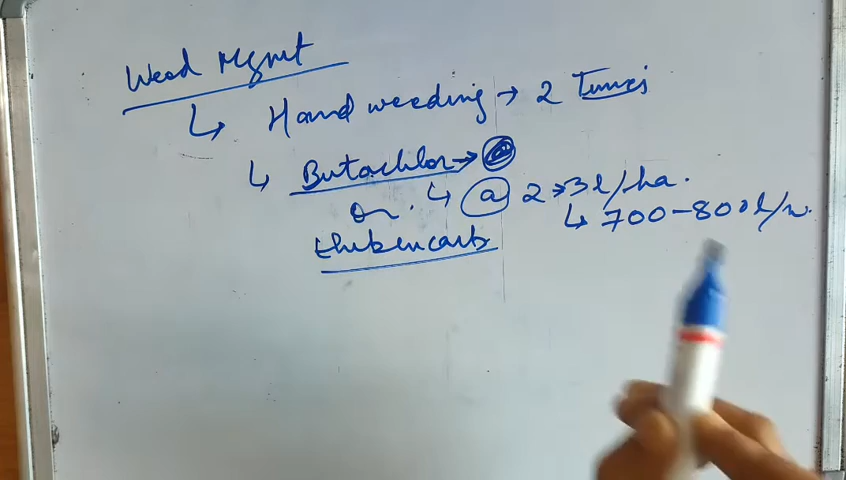 Weed Mgmt
↳ Hand weeding → 2 Times
↳ Butachlor →
or ↳ @ 2→3 l/ha.
thiobencarb ↳ 700-800 l/w.